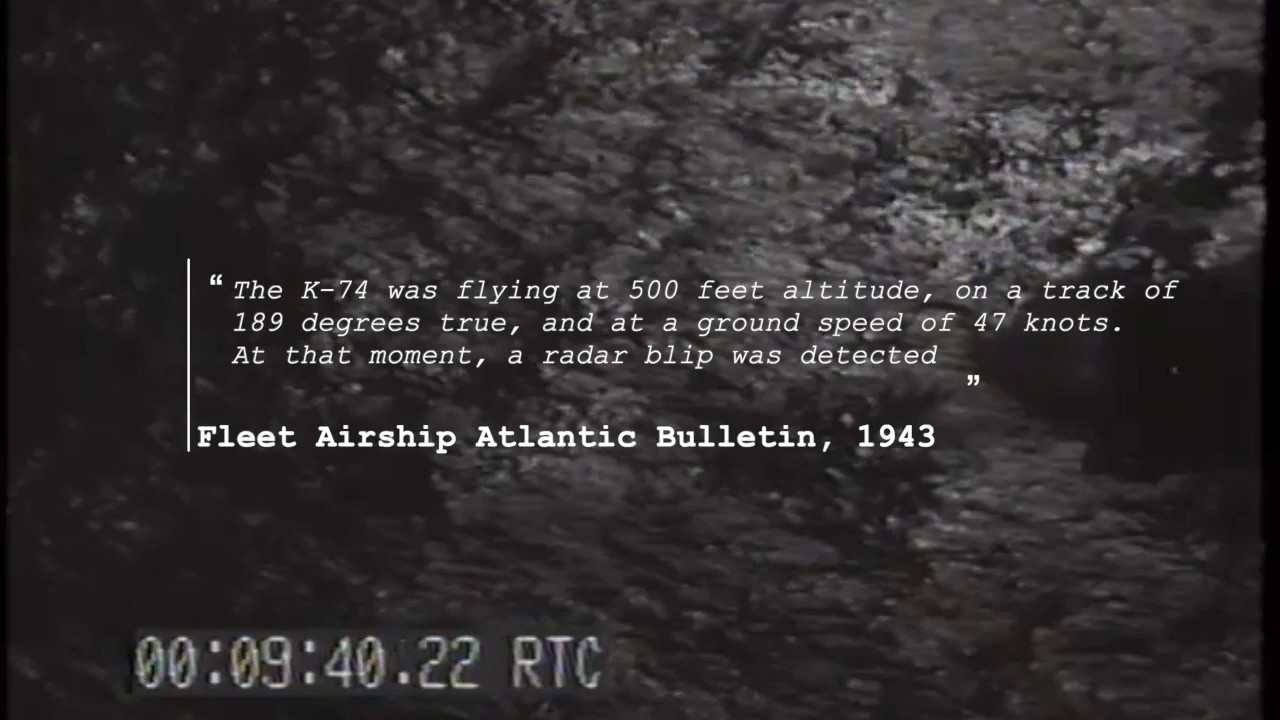 “ The K-74 was flying at 500 feet altitude, on a track of
189 degrees true, and at a ground speed of 47 knots.
At that moment, a radar blip was detected
”
Fleet Airship Atlantic Bulletin, 1943
00:09:40.22 RTC